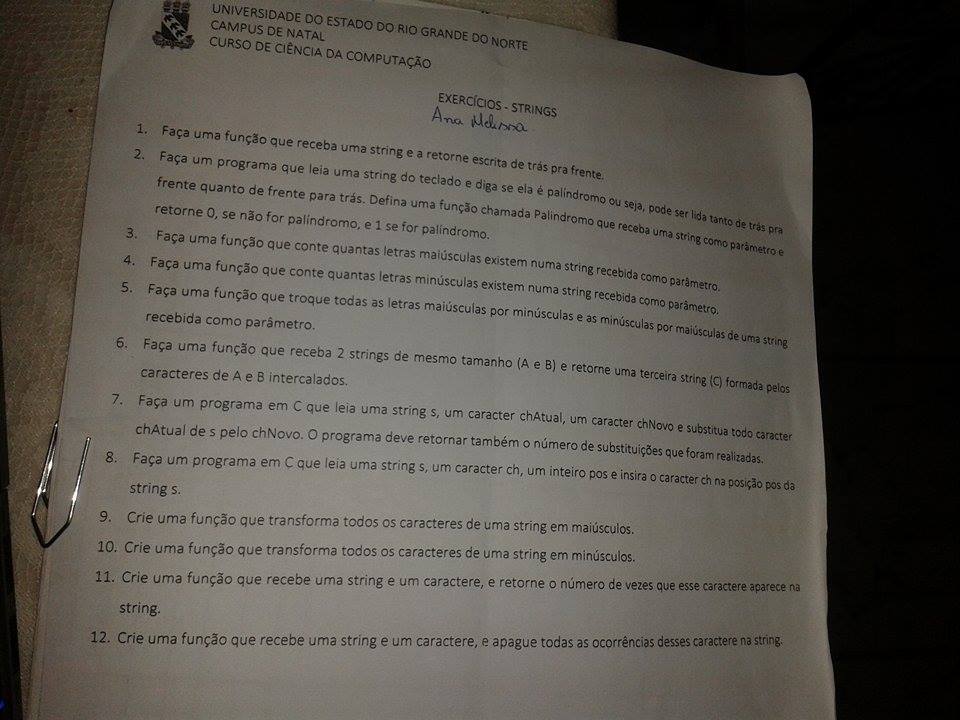 UNIVERSIDADE DO ESTADO DO RIO GRANDE DO NORTE
CAMPUS DE NATAL
CURSO DE CIÊNCIA DA COMPUTAÇÃO
EXERCÍCIOS - STRINGS
Ana Melissa
1. Faça uma função que receba uma string e a retorne escrita de trás pra frente.
2. Faça um programa que leia uma string do teclado e diga se ela é palíndromo ou seja, pode ser lida tanto de trás pra
frente quanto de frente para trás. Defina uma função chamada Palindromo que receba uma string como parâmetro e
retorne 0, se não for palíndromo, e 1 se for palíndromo.
3. Faça uma função que conte quantas letras maiúsculas existem numa string recebida como parâmetro.
4. Faça uma função que conte quantas letras minúsculas existem numa string recebida como parâmetro.
5. Faça uma função que troque todas as letras maiúsculas por minúsculas e as minúsculas por maiúsculas de uma string
recebida como parâmetro.
6. Faça uma função que receba 2 strings de mesmo tamanho (A e B) e retorne uma terceira string (C) formada pelos
caracteres de A e B intercalados.
7. Faça um programa em C que leia uma string s, um caracter chAtual, um caracter chNovo e substitua todo caracter
chAtual de s pelo chNovo. O programa deve retornar também o número de substituições que foram realizadas.
8. Faça um programa em C que leia uma string s, um caracter ch, um inteiro pos e insira o caracter ch na posição pos da
string s.
9. Crie uma função que transforma todos os caracteres de uma string em maiúsculos.
10. Crie uma função que transforma todos os caracteres de uma string em minúsculos.
11. Crie uma função que recebe uma string e um caractere, e retorne o número de vezes que esse caractere aparece na
string.
12. Crie uma função que recebe uma string e um caractere, e apague todas as ocorrências desses caractere na string.